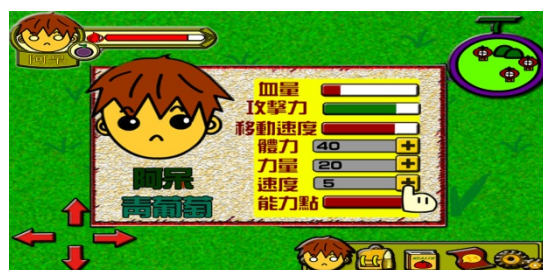 阿呆
血量
攻擊力
移動速度
體力 40 +
力量 20 +
速度 5 +
能力點
阿呆
青葡萄